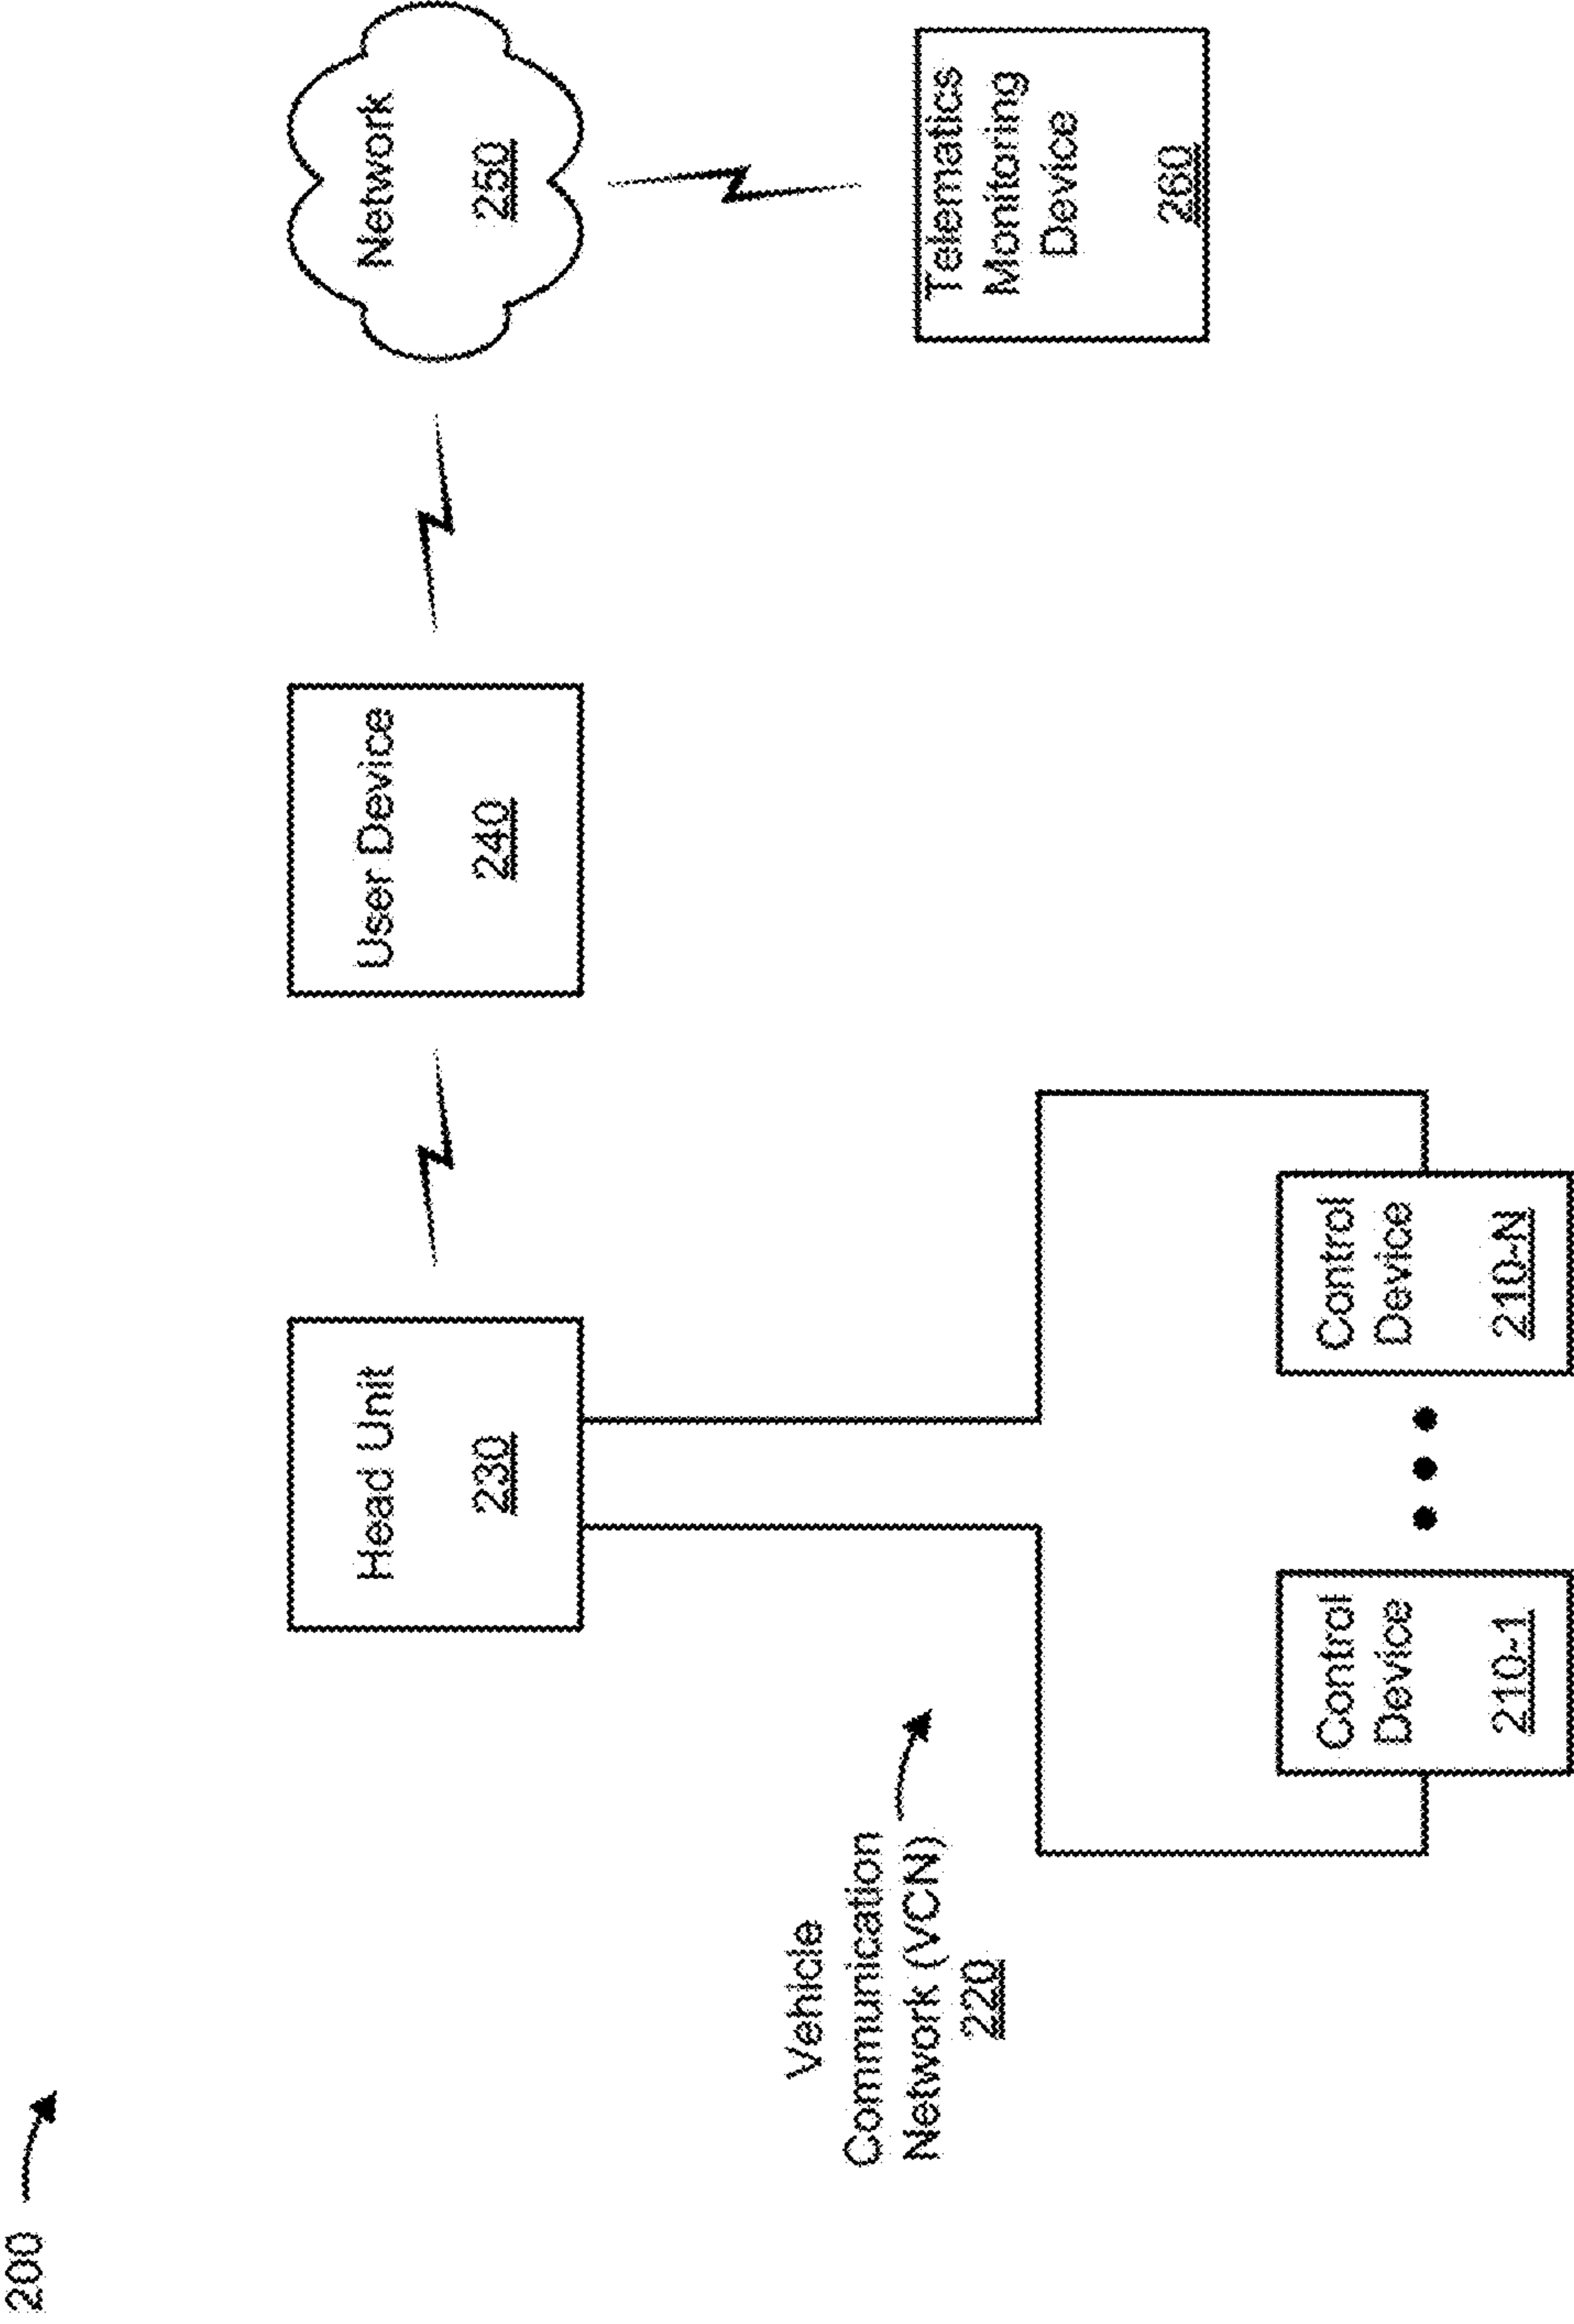 200
Head Unit
230
User Device
240
Network
250
Vehicle
Communication
Network (VCN)
220
Telematics
Monitoring
Device
260
Control
Device
210-1
Control
Device
210-N